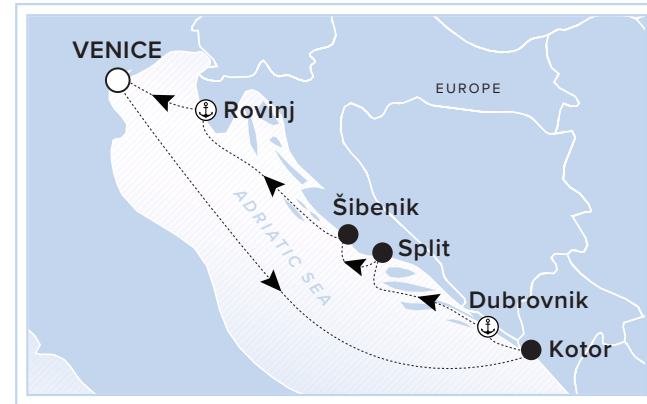 VENICE
EUROPE
Rovinj
ADRIATIC SEA
Šibenik
Split
Dubrovnik
Kotor